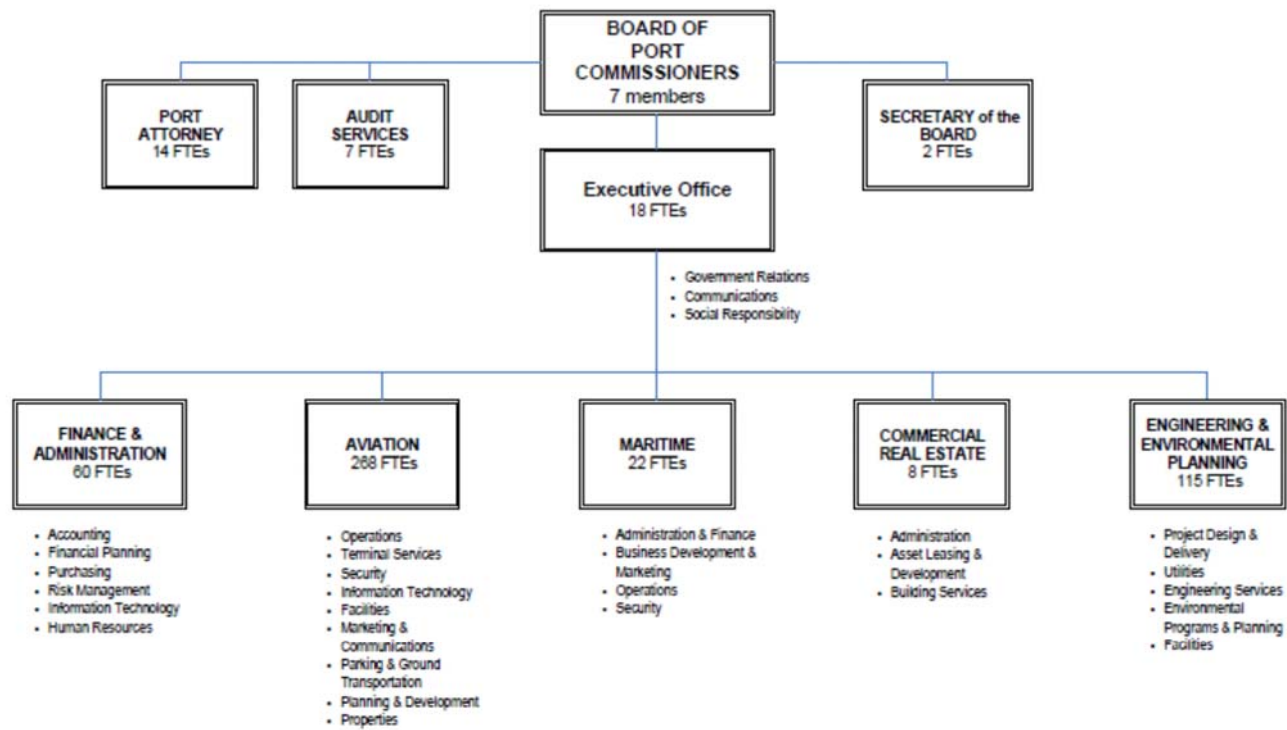 BOARD OF
PORT
COMMISSIONERS
7 members
PORT
ATTORNEY
14 FTEs
AUDIT
SERVICES
7 FTEs
SECRETARY of the
BOARD
2 FTEs
Executive Office
18 FTEs
• Government Relations
• Communications
• Social Responsibility
FINANCE &
ADMINISTRATION
60 FTEs
• Accounting
• Financial Planning
• Purchasing
• Risk Management
• Information Technology
• Human Resources
AVIATION
268 FTEs
• Operations
• Terminal Services
• Security
• Information Technology
• Facilities
• Marketing &
Communications
• Parking & Ground
Transportation
• Planning & Development
• Properties
MARITIME
22 FTEs
• Administration & Finance
• Business Development &
Marketing
• Operations
• Security
COMMERCIAL
REAL ESTATE
8 FTEs
• Administration
• Asset Leasing &
Development
• Building Services
ENGINEERING &
ENVIRONMENTAL
PLANNING
115 FTEs
• Project Design &
Delivery
• Utilities
• Engineering Services
• Environmental
Programs & Planning
• Facilities